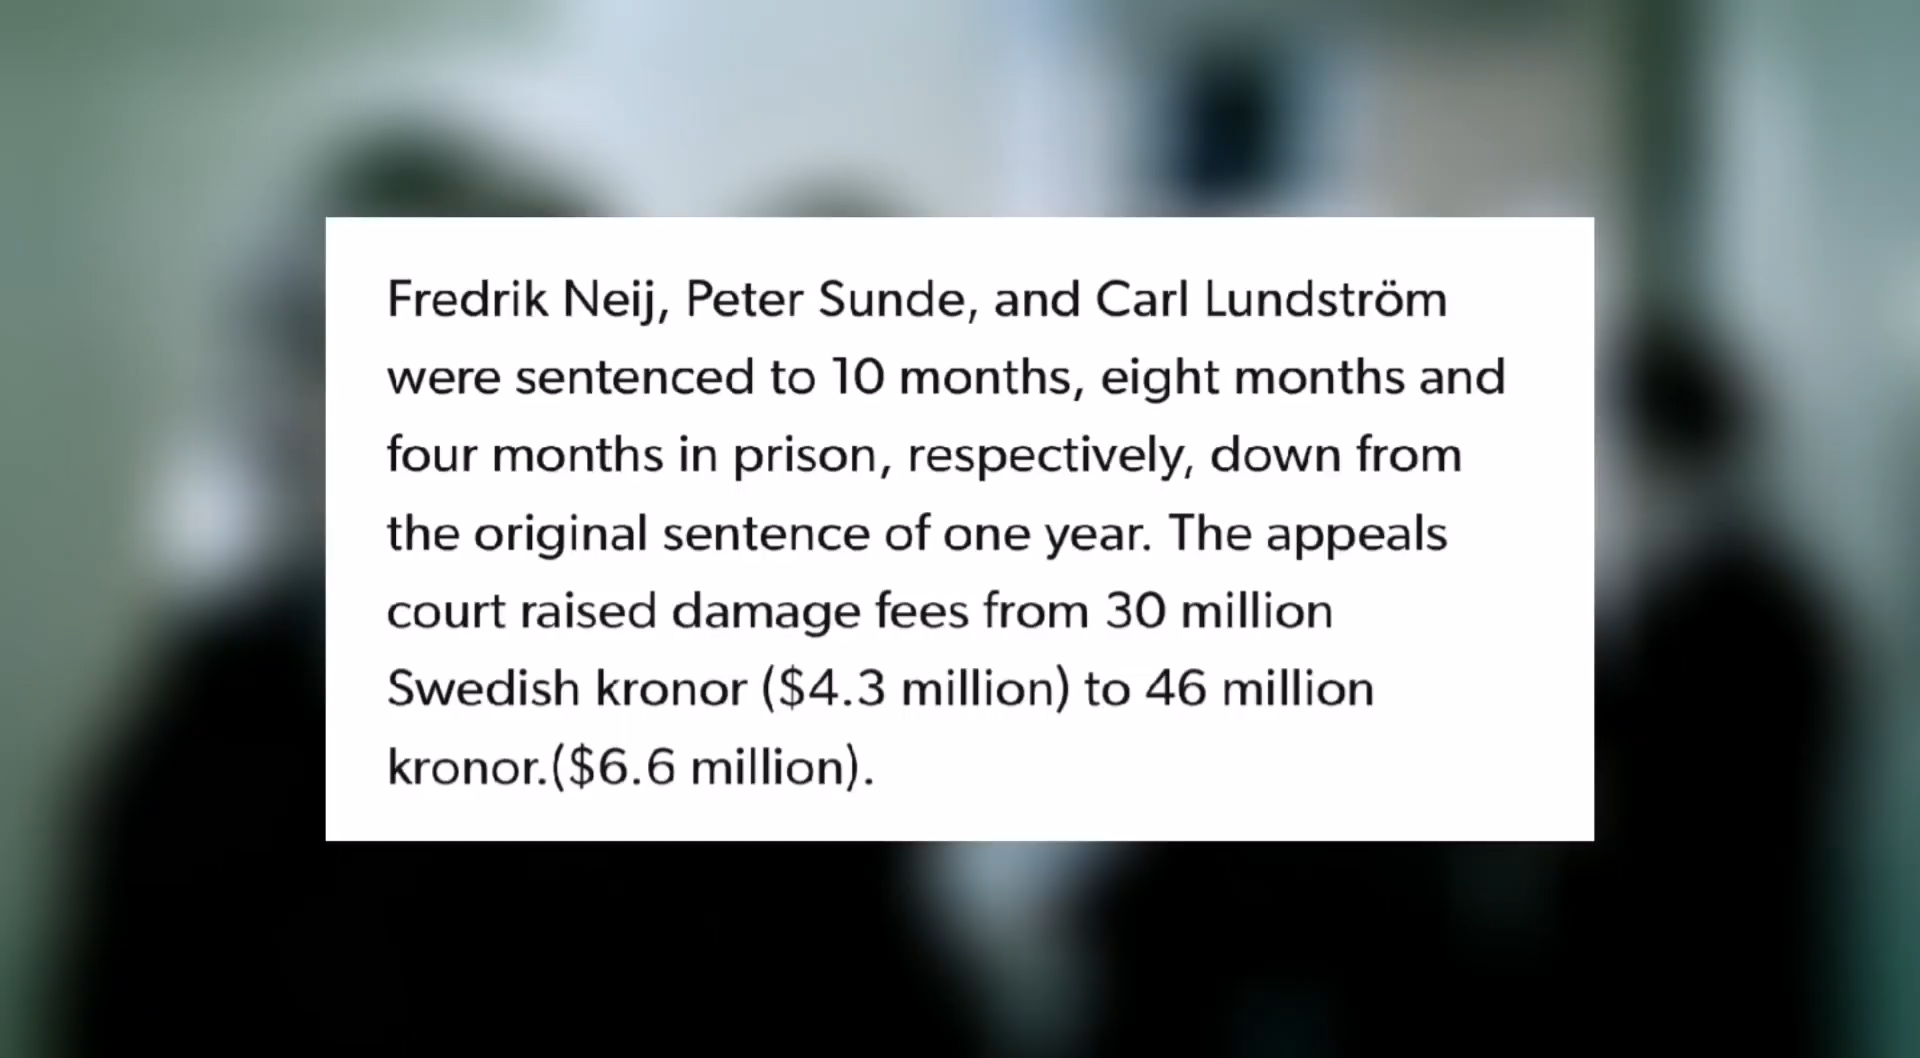 Fredrik Neij, Peter Sunde, and Carl Lundström
were sentenced to 10 months, eight months and
four months in prison, respectively, down from
the original sentence of one year. The appeals
court raised damage fees from 30 million
Swedish kronor ($4.3 million) to 46 million
kronor.($6.6 million).